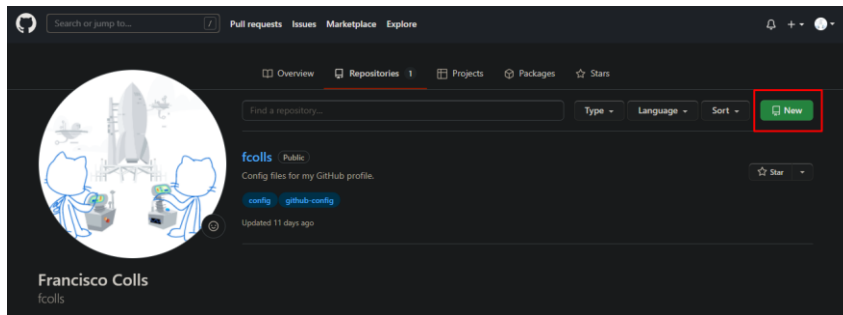 Search or jump to... /
Pull requests Issues Marketplace Explore
Overview Repositories 1 Projects Packages Stars
Find a repository... Type Language Sort New
fcolls Public
Config files for my GitHub profile.
Star
config github-config
Updated 11 days ago
Francisco Colls
fcolls